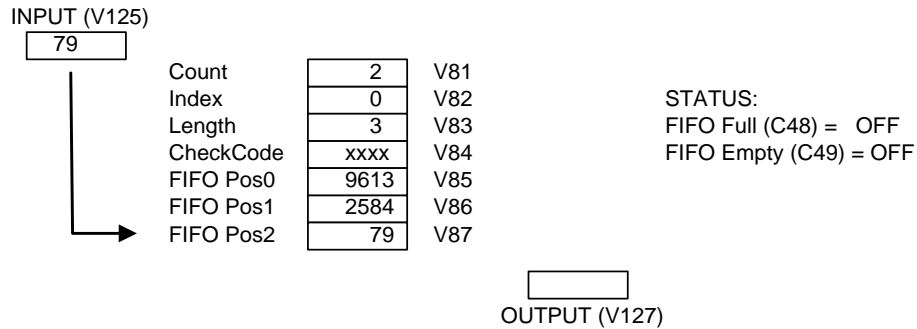 INPUT (V125)
79
Count 2 V81
Index 0 V82 STATUS:
Length 3 V83 FIFO Full (C48) = OFF
CheckCode xxxx V84 FIFO Empty (C49) = OFF
FIFO Pos0 9613 V85
FIFO Pos1 2584 V86
FIFO Pos2 79 V87
OUTPUT (V127)